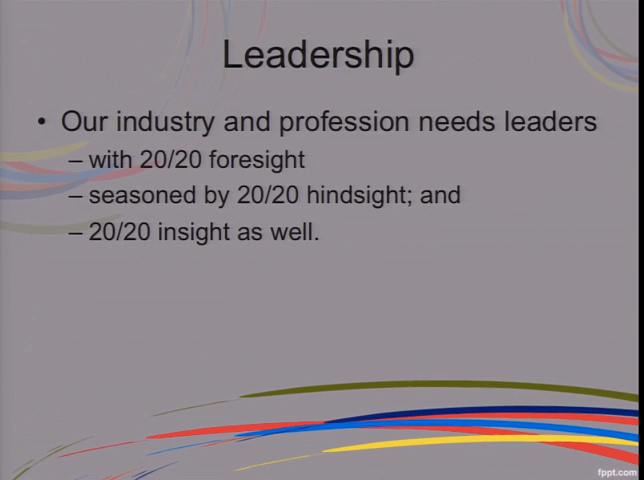 Leadership
• Our industry and profession needs leaders
– with 20/20 foresight
– seasoned by 20/20 hindsight; and
– 20/20 insight as well.
fppt.com